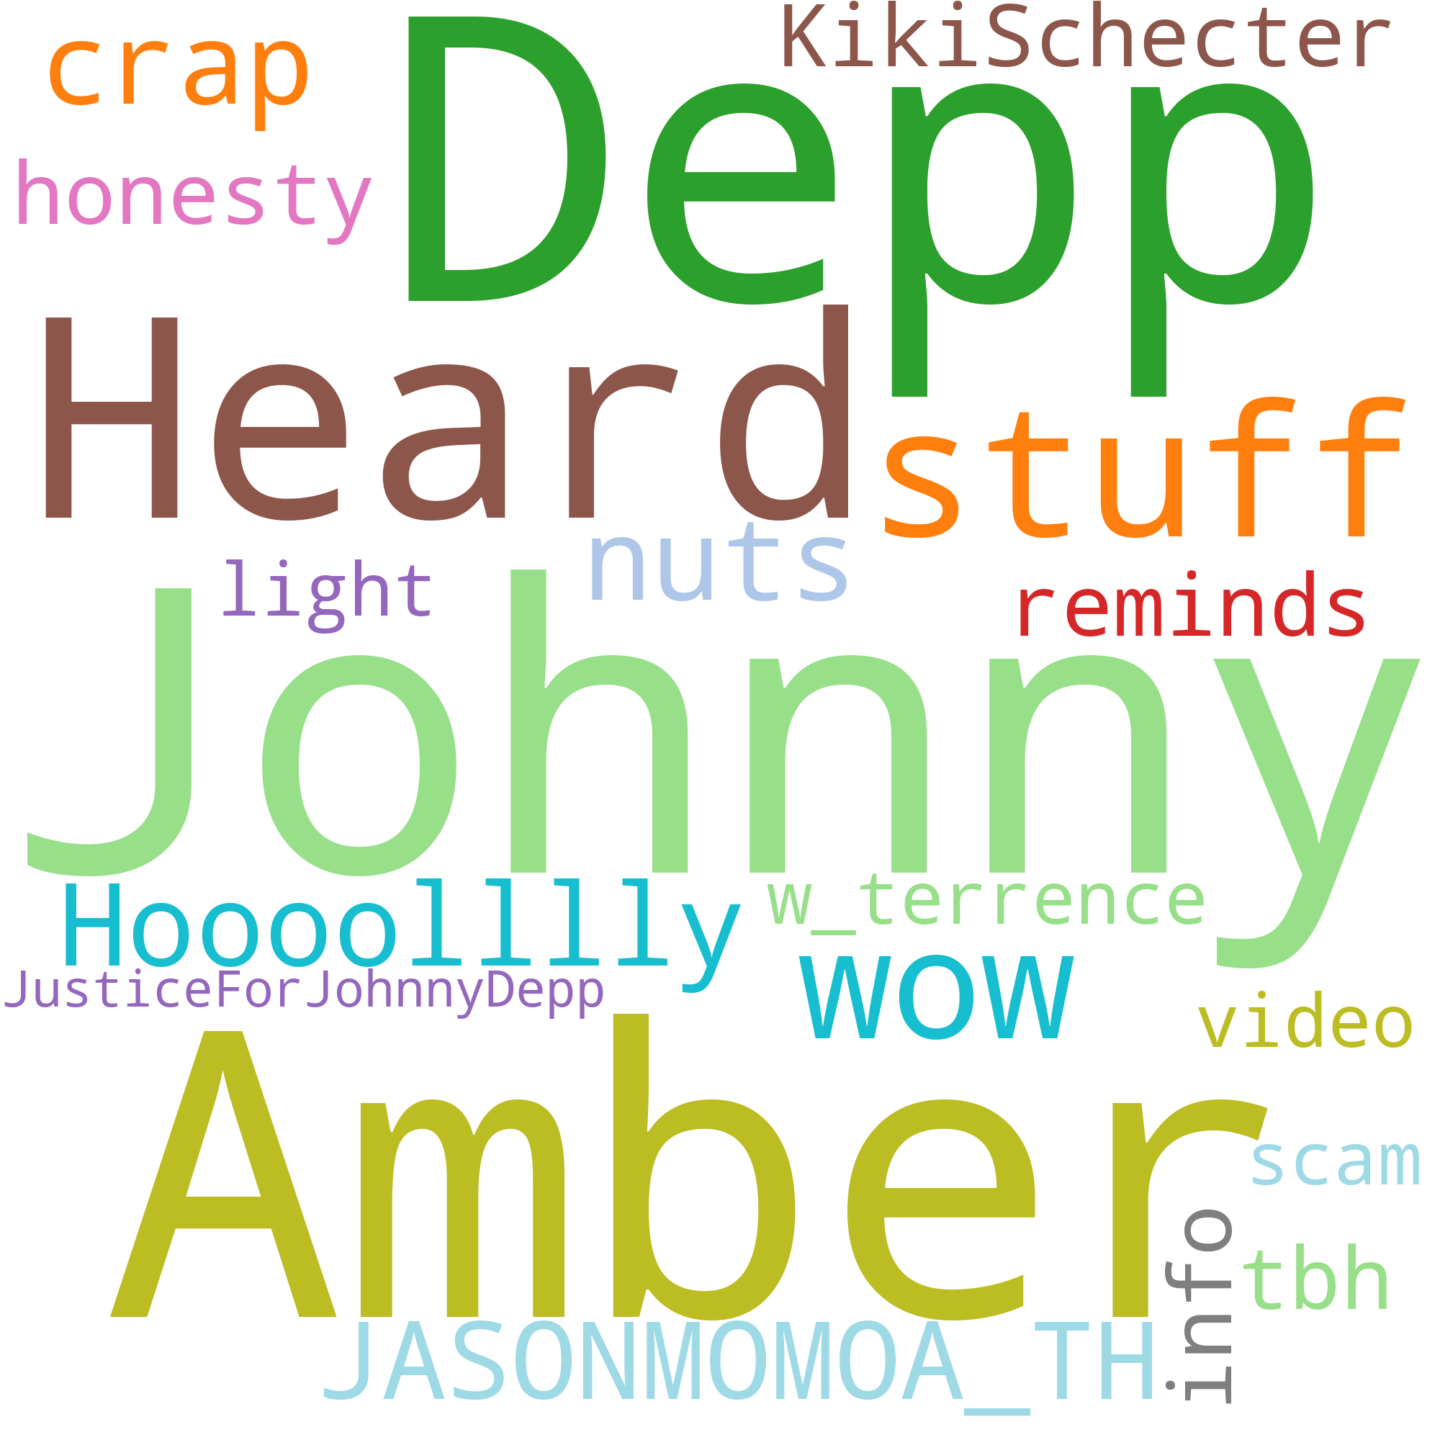 KikiSchecter
crap
Depp
honesty
Heard
stuff
nuts
light
reminds
Johnny
Hoooolllly
w_terrence
JusticeForJohnnyDepp
wow
video
Amber
scam
info
tbh
JASONMOMOA_TH